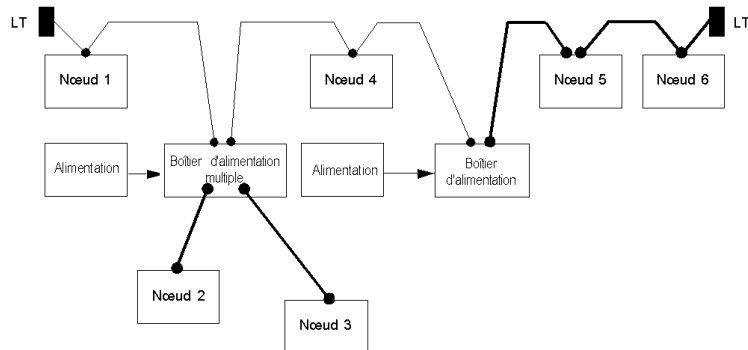 LT
LT
Nœud 1
Nœud 4
Nœud 5
Nœud 6
Alimentation
Boîtier d'alimentation
multiple
Alimentation
Boîtier
d'alimentation
Nœud 2
Nœud 3